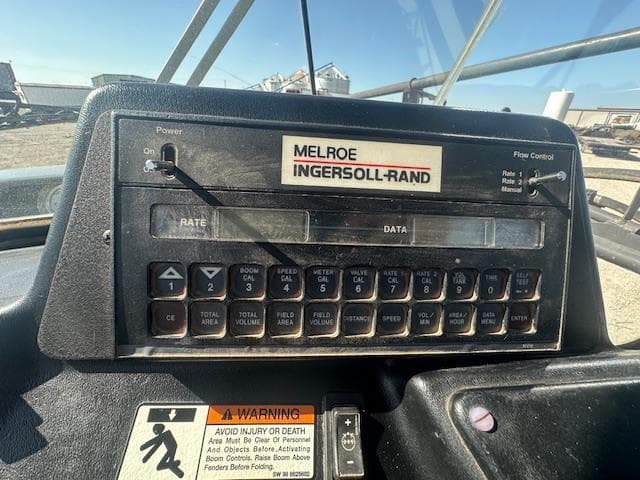 Power
On
MELROE
INGERSOLL-RAND
Flow Control
Rate 1
Rate 2
Manual
RATE
DATA
1
2
BOOM CAL 3
SPEED CAL 4
METER CAL 5
VALVE CAL 6
RATE 1 CAL 7
RATE 2 CAL 8
VOL TANK 9
TIME 0
SELF TEST
CE
TOTAL AREA
TOTAL VOLUME
FIELD AREA
FIELD VOLUME
DISTANCE
SPEED
VOL/MIN
AREA/HOUR
DATA MENU
ENTER
WARNING
AVOID INJURY OR DEATH
Area Must Be Clear Of Personnel
And Objects Before Activating
Boom Controls. Raise Boom Above
Fenders Before Folding.